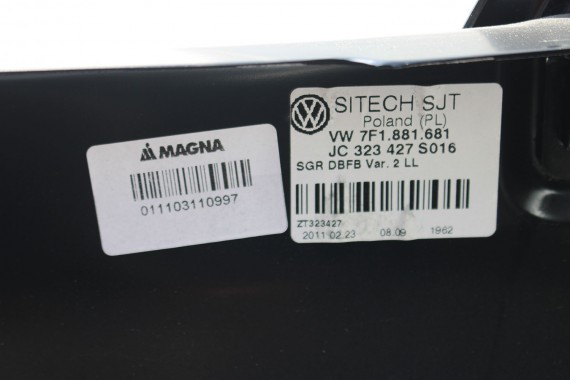 MAGNA
011103110997
SITECH SJT
Poland (PL)
VW 7F1.881.681
JC 323 427 S016
SGR DBFB Var. 2 LL
ZT323427
2011.02.23 08.09 1962